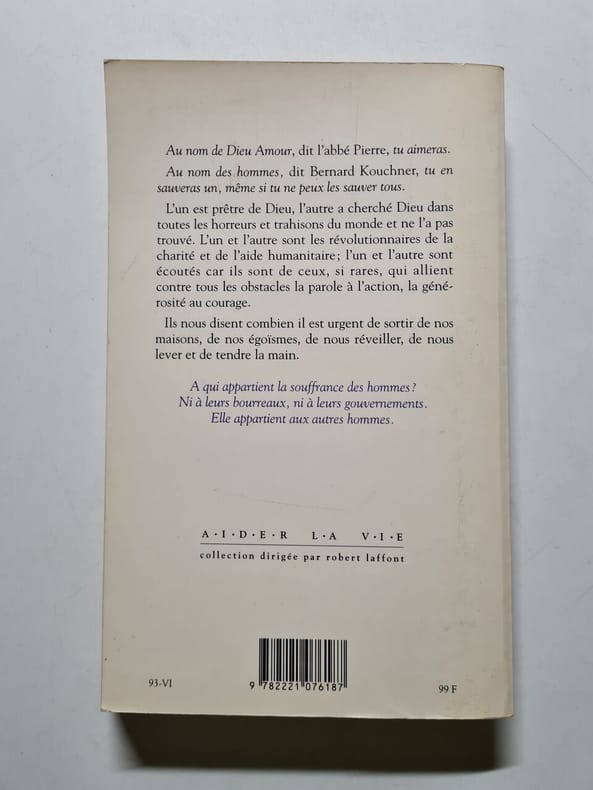 Au nom de Dieu Amour, dit l'abbé Pierre, tu aimeras.
Au nom des hommes, dit Bernard Kouchner, tu en
sauveras un, même si tu ne peux les sauver tous.
L'un est prêtre de Dieu, l'autre a cherché Dieu dans
toutes les horreurs et trahisons du monde et ne l'a pas
trouvé. L'un et l'autre sont les révolutionnaires de la
charité et de l'aide humanitaire ; l'un et l'autre sont
écoutés car ils sont de ceux, si rares, qui allient
contre tous les obstacles la parole à l'action, la géné-
rosité au courage.
Ils nous disent combien il est urgent de sortir de nos
maisons, de nos égoïsmes, de nous réveiller, de nous
lever et de tendre la main.
A qui appartient la souffrance des hommes ?
Ni à leurs bourreaux, ni à leurs gouvernements.
Elle appartient aux autres hommes.
A·I·D·E·R L·A V·I·E
collection dirigée par robert laffont
93-VI
9 782221 076187
99 F